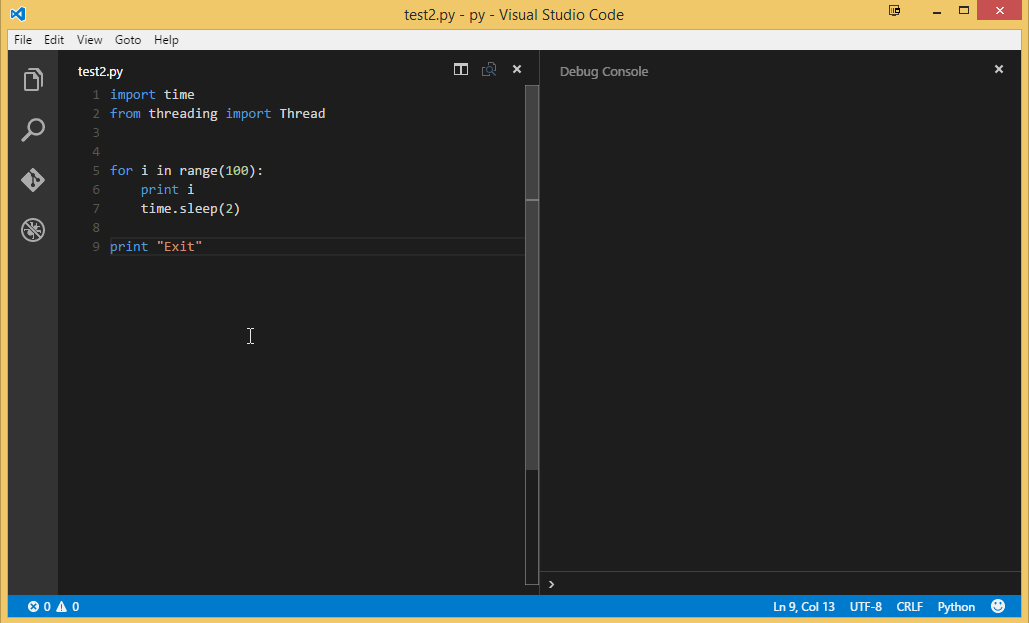 test2.py - py - Visual Studio Code
File Edit View Goto Help
test2.py
Debug Console
1 import time
2 from threading import Thread
3
4
5 for i in range(100):
6 print i
7 time.sleep(2)
8
9 print "Exit"
0 0 Ln 9, Col 13 UTF-8 CRLF Python